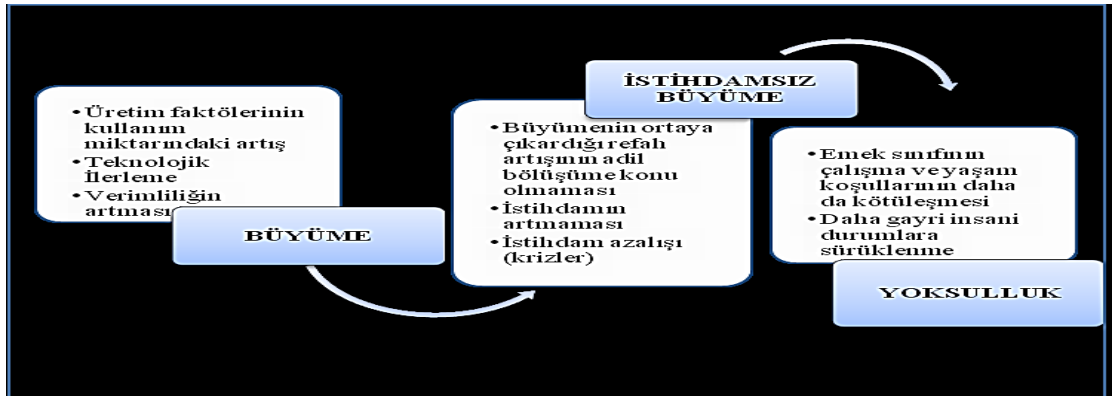 • Üretim faktölerinin
kullanım
miktarındaki artış
• Teknolojik
İlerleme
• Verimliliğin
artması
BÜYÜME
İSTİHDAMSIZ
BÜYÜME
• Büyümenin ortaya
çıkardığı refah
artışının adil
bölüşüme konu
olmaması
• İstihdamın
artmaması
• İstihdam azalışı
(krizler)
• Emek sınıfının
çalışma ve yaşam
koşullarının daha
da kötüleşmesi
• Daha gayri insani
durumlara
sürüklenme
YOKSULLUK